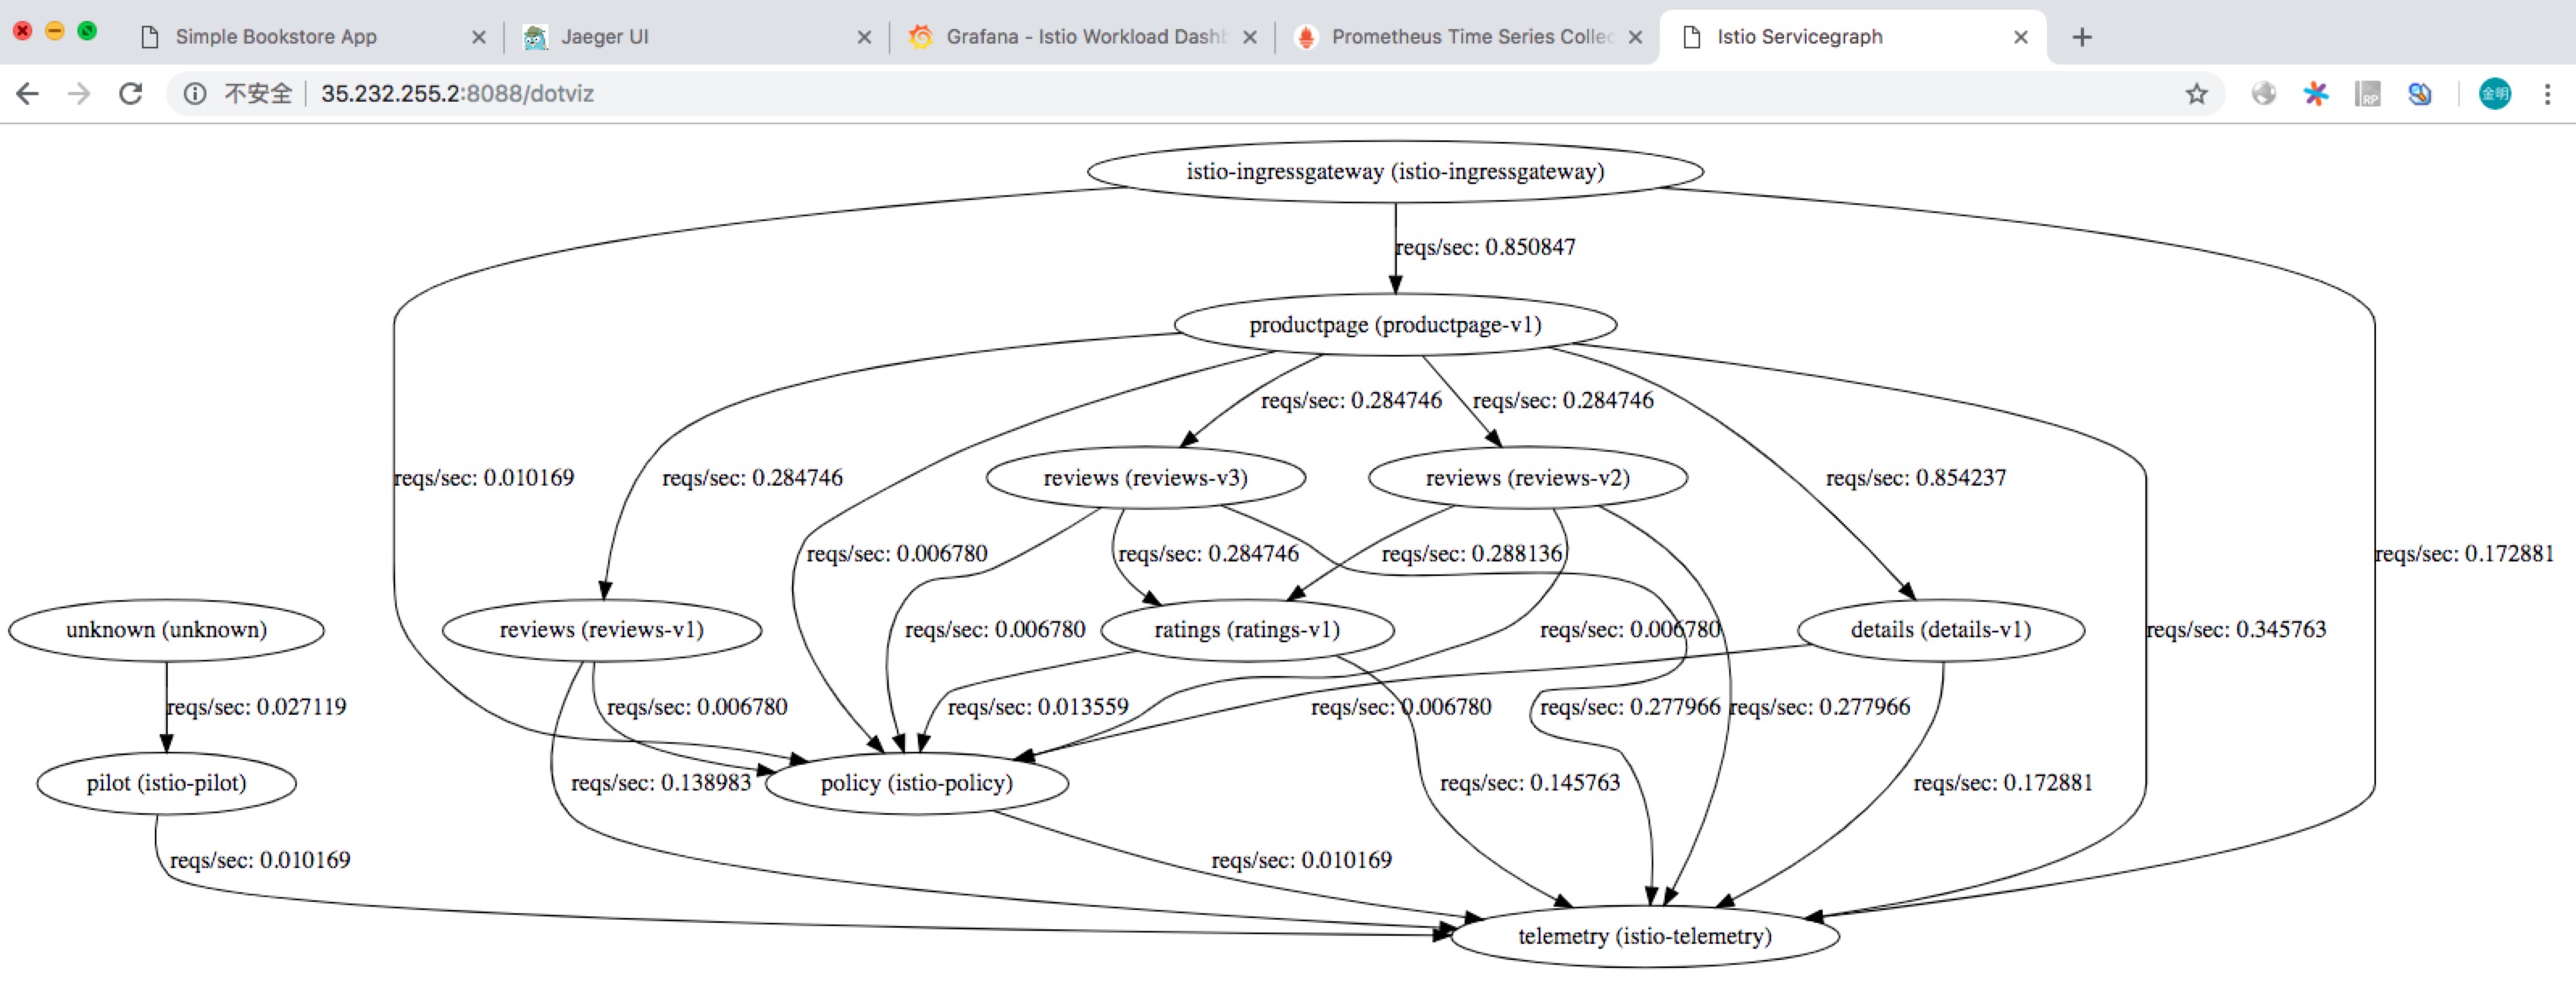 Simple Bookstore App
Jaeger UI
Grafana - Istio Workload Dashb
Prometheus Time Series Collec
Istio Servicegraph
不安全
35.232.255.2:8088/dotviz
RP
金明
istio-ingressgateway (istio-ingressgateway)
reqs/sec: 0.850847
productpage (productpage-v1)
reqs/sec: 0.284746
reqs/sec: 0.284746
reqs/sec: 0.010169
reqs/sec: 0.284746
reviews (reviews-v3)
reviews (reviews-v2)
reqs/sec: 0.854237
reqs/sec: 0.006780
reqs/sec: 0.284746
reqs/sec: 0.288136
reqs/sec: 0.172881
unknown (unknown)
reviews (reviews-v1)
reqs/sec: 0.006780
ratings (ratings-v1)
reqs/sec: 0.006780
details (details-v1)
reqs/sec: 0.345763
reqs/sec: 0.027119
reqs/sec: 0.006780
reqs/sec: 0.013559
reqs/sec: 0.006780
reqs/sec: 0.277966
reqs/sec: 0.277966
pilot (istio-pilot)
reqs/sec: 0.138983
policy (istio-policy)
reqs/sec: 0.145763
reqs/sec: 0.172881
reqs/sec: 0.010169
reqs/sec: 0.010169
telemetry (istio-telemetry)